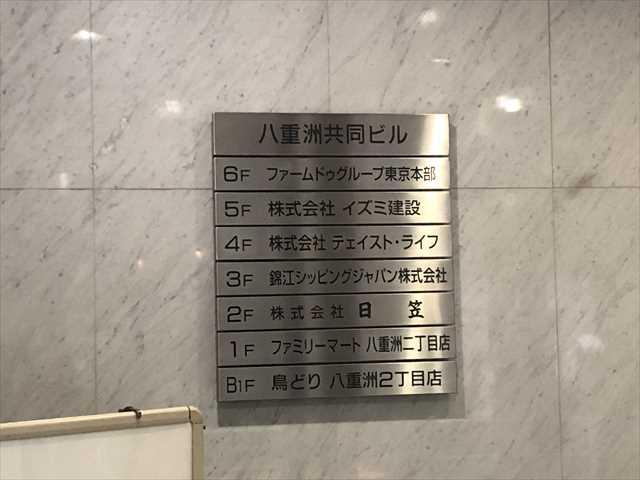 八重洲共同ビル
6F ファームドゥグループ東京本部
5F 株式会社 イズミ建設
4F 株式会社 テェイスト・ライフ
3F 錦江シッピングジャパン株式会社
2F 株式会社 日笠
1F ファミリーマート 八重洲二丁目店
B1F 鳥どり 八重洲2丁目店